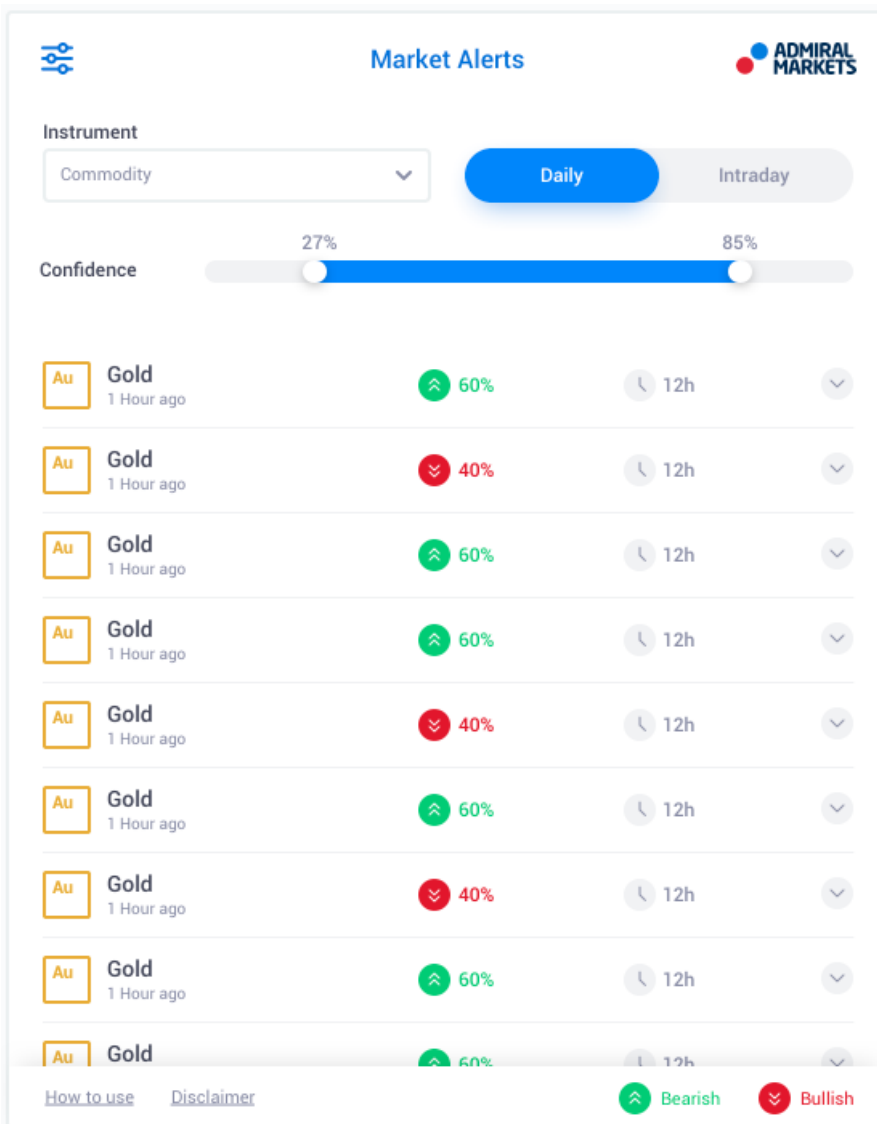 Market Alerts
ADMIRAL
MARKETS
Instrument
Commodity
Daily
Intraday
27%
85%
Confidence
Au
Gold
1 Hour ago
60%
12h
Au
Gold
1 Hour ago
40%
12h
Au
Gold
1 Hour ago
60%
12h
Au
Gold
1 Hour ago
60%
12h
Au
Gold
1 Hour ago
40%
12h
Au
Gold
1 Hour ago
60%
12h
Au
Gold
1 Hour ago
40%
12h
Au
Gold
1 Hour ago
60%
12h
Au
Gold
60%
12h
How to use
Disclaimer
Bearish
Bullish